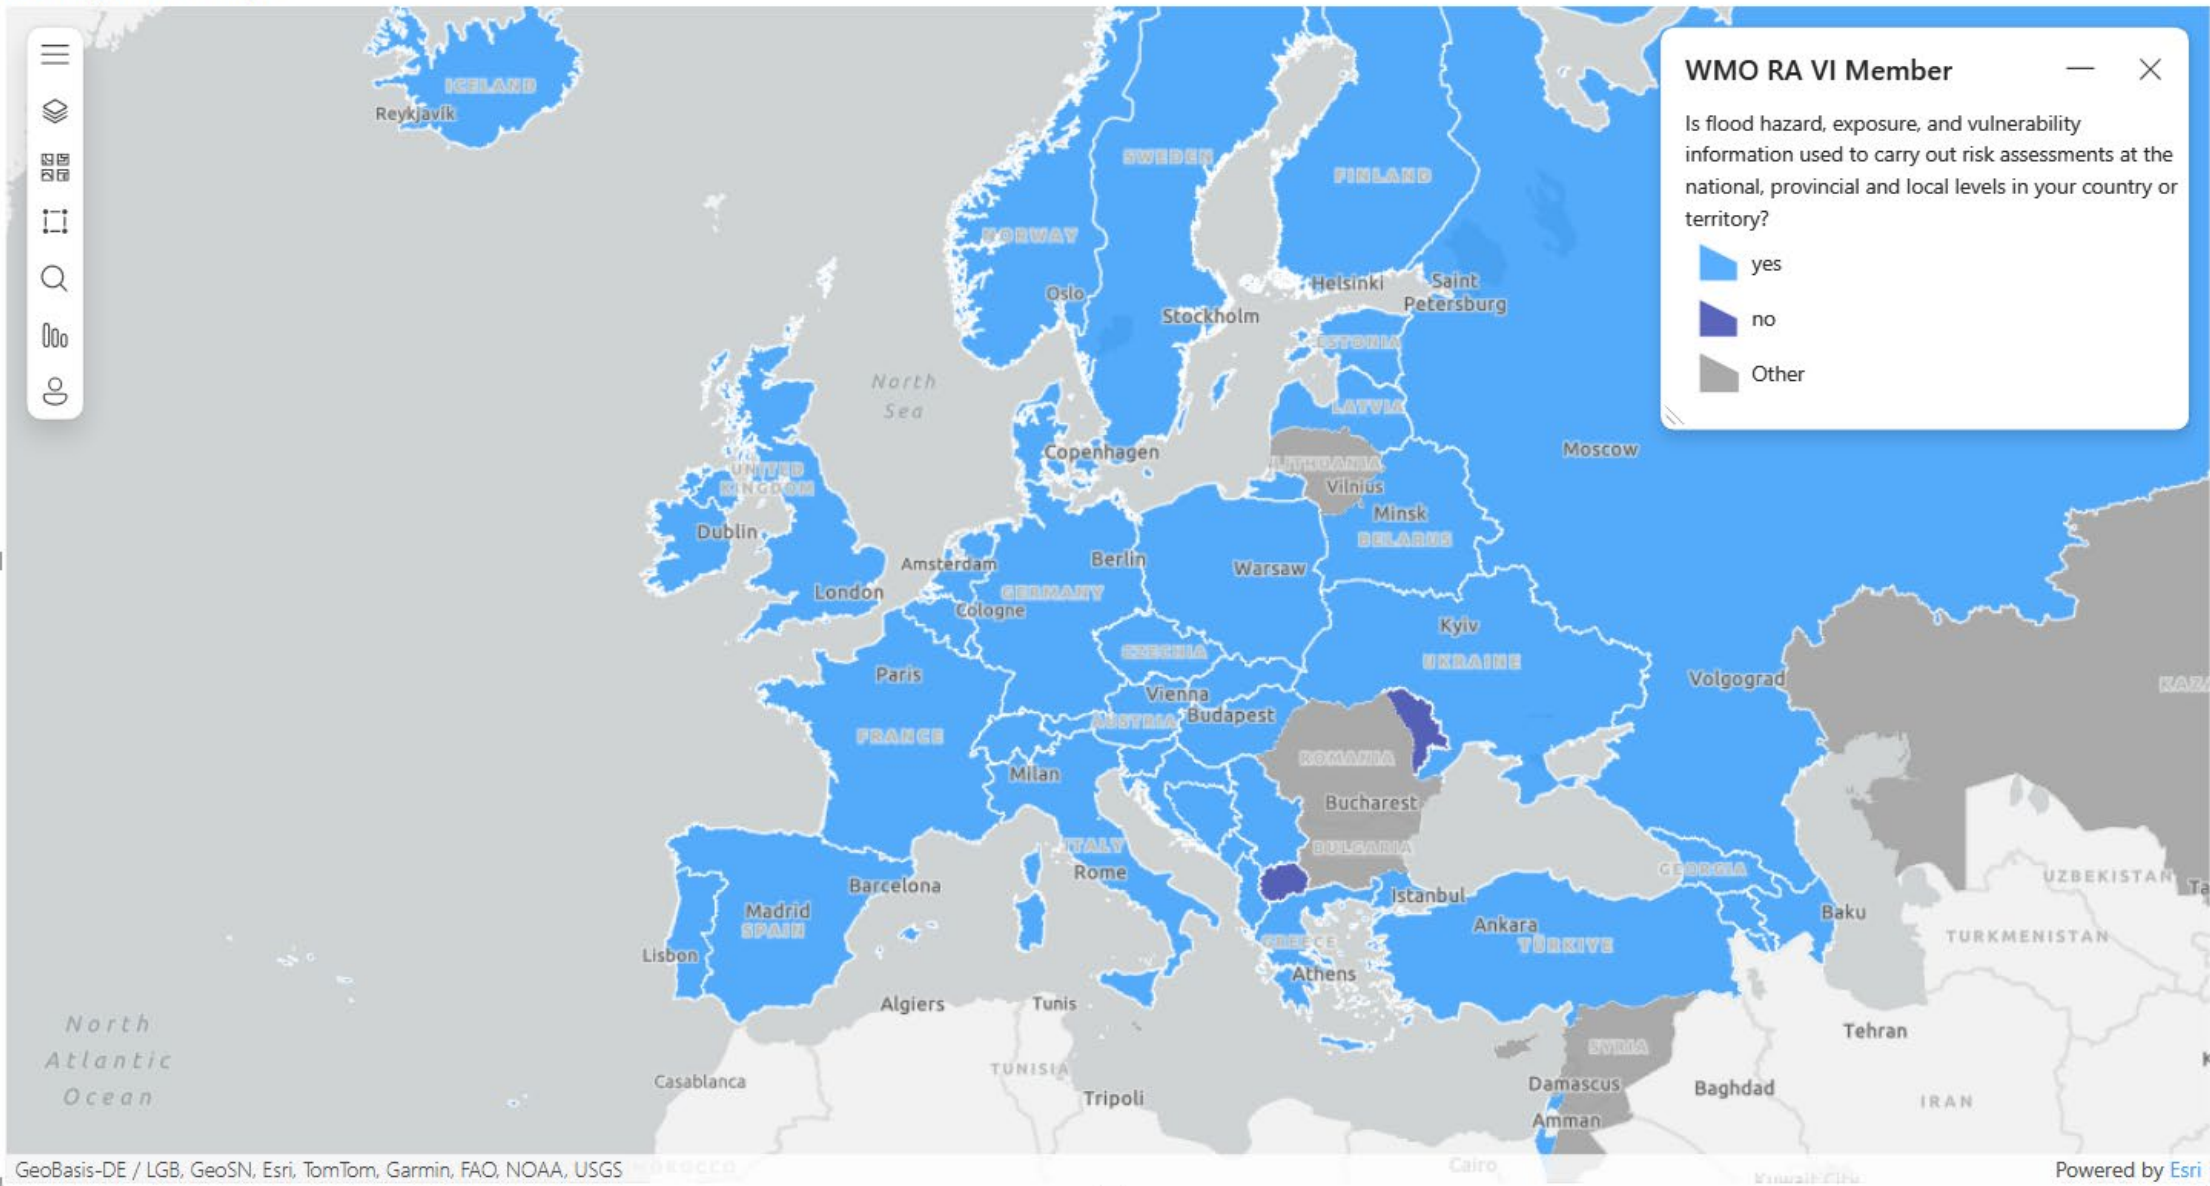 WMO RA VI Member
Is flood hazard, exposure, and vulnerability
information used to carry out risk assessments at the
national, provincial and local levels in your country or
territory?
yes
no
Other
ICELAND
Reykjavík
SWEDEN
FINLAND
NORWAY
Oslo
Helsinki
Saint
Petersburg
Stockholm
ESTONIA
North
Sea
LATVIA
Moscow
Copenhagen
LITHUANIA
UNITED
KINGDOM
Vilnius
Minsk
Dublin
BELARUS
Amsterdam
Berlin
Warsaw
London
GERMANY
Cologne
Kyiv
CZECHIA
UKRAINE
Paris
Volgograd
KAZA
Vienna
AUSTRIA
Budapest
FRANCE
ROMANIA
Milan
Bucharest
ITALY
BULGARIA
Rome
GEORGIA
UZBEKISTAN
Barcelona
Istanbul
Ta
Madrid
SPAIN
Baku
Ankara
TÜRKIYE
TURKMENISTAN
GREECE
Lisbon
Athens
Algiers
Tunis
North
Atlantic
Ocean
Tehran
SYRIA
TUNISIA
Casablanca
Damascus
Baghdad
Tripoli
IRAN
Amman
Cairo
MOROCCO
Kuwait City
GeoBasis-DE / LGB, GeoSN, Esri, TomTom, Garmin, FAO, NOAA, USGS
Powered by Esri